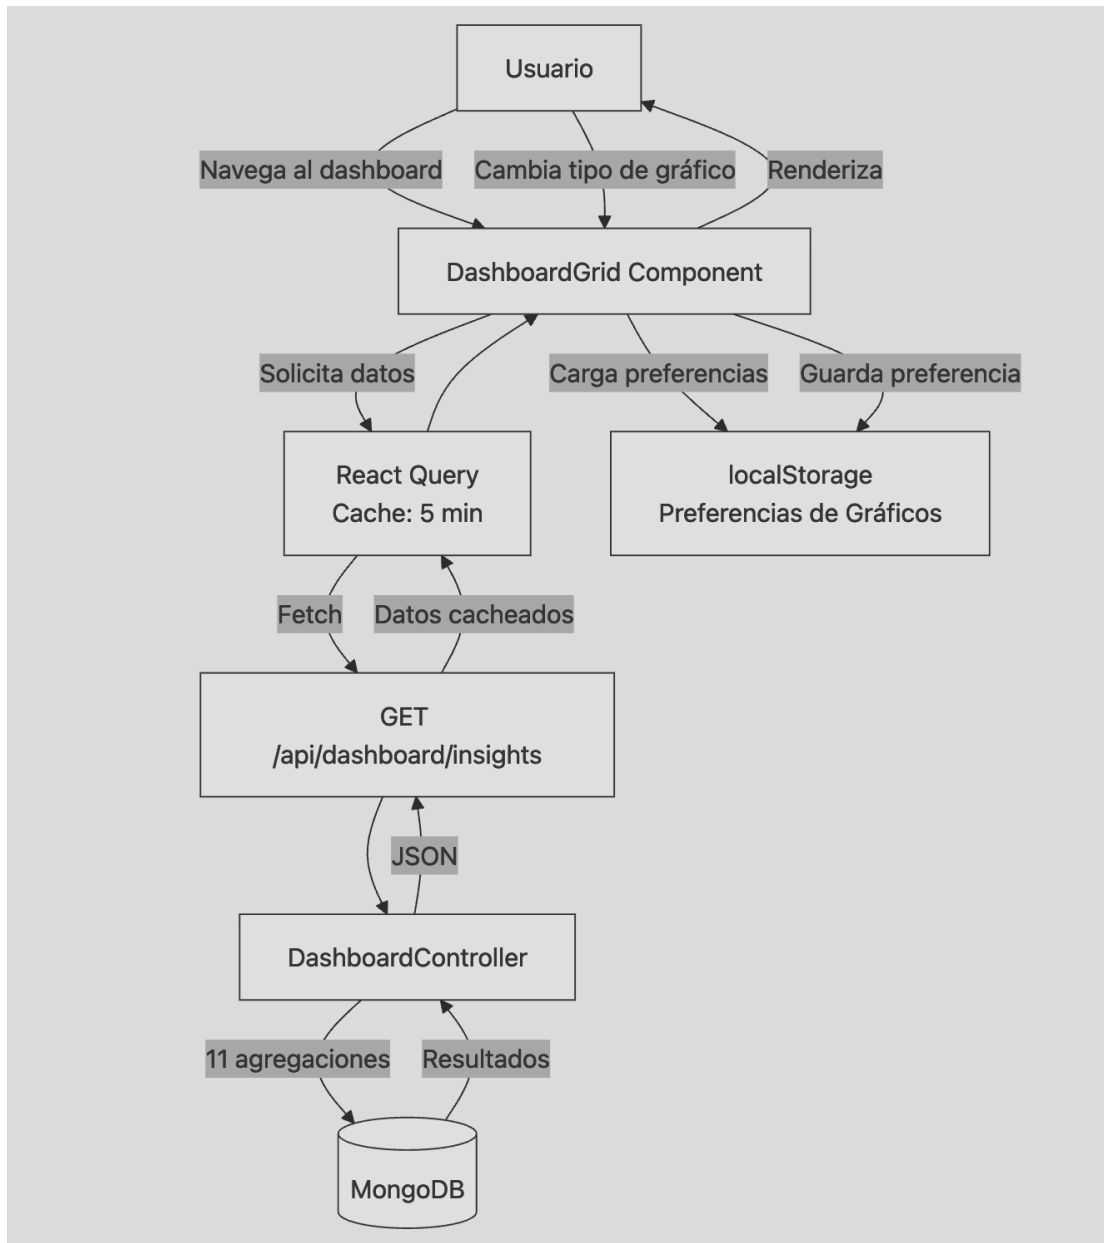 Usuario
Navega al dashboard
Cambia tipo de gráfico
Renderiza
DashboardGrid Component
Solicita datos
Carga preferencias
Guarda preferencia
React Query
Cache: 5 min
localStorage
Preferencias de Gráficos
Fetch
Datos cacheados
GET
/api/dashboard/insights
JSON
DashboardController
11 agregaciones
Resultados
MongoDB